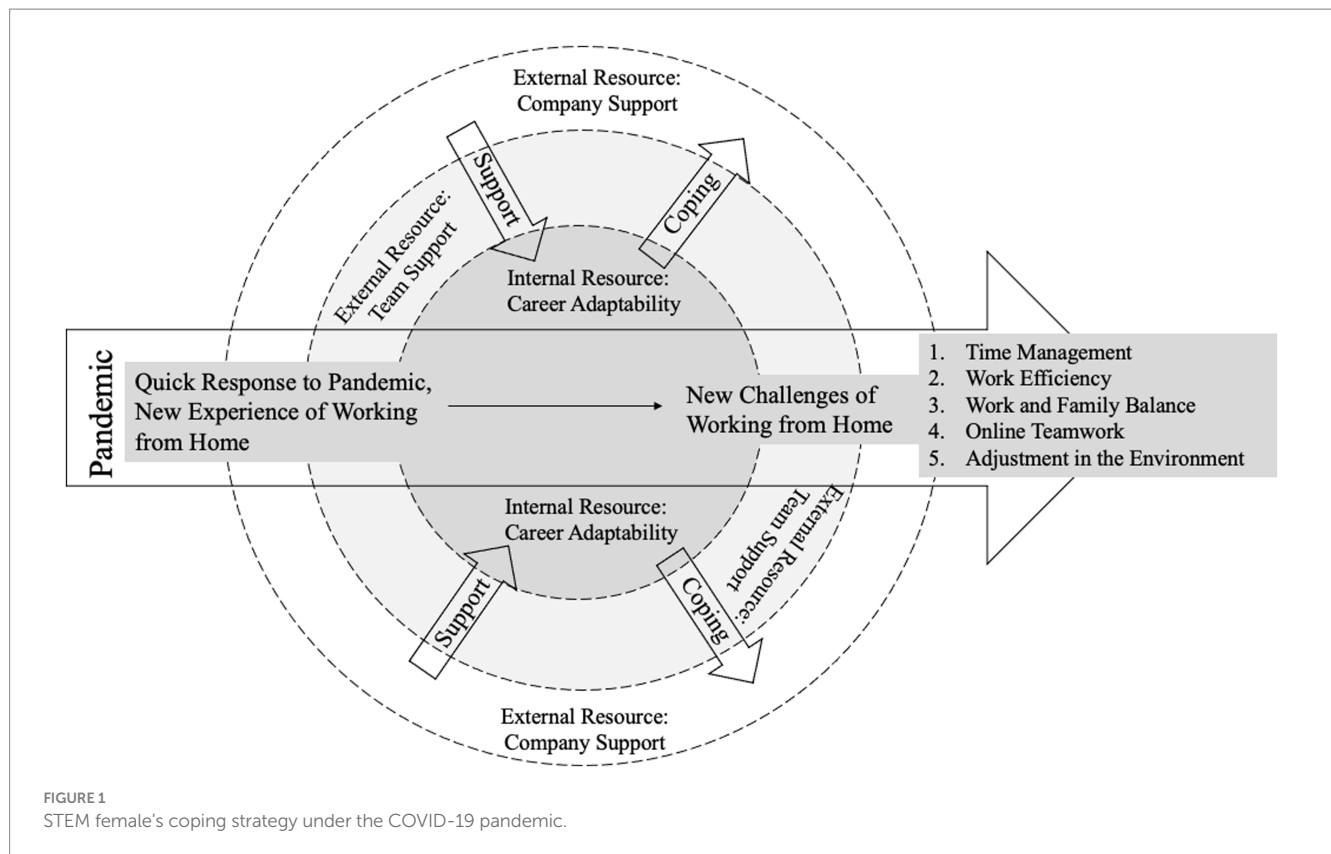 External Resource:
Company Support
Support
Coping
External Resource:
Team Support
Internal Resource:
Career Adaptability
Pandemic
Quick Response to Pandemic,
New Experience of Working
from Home
New Challenges of
Working from Home
1. Time Management
2. Work Efficiency
3. Work and Family Balance
4. Online Teamwork
5. Adjustment in the Environment
Internal Resource:
Career Adaptability
External Resource:
Team Support
Support
Coping
External Resource:
Company Support
FIGURE 1
STEM female's coping strategy under the COVID-19 pandemic.